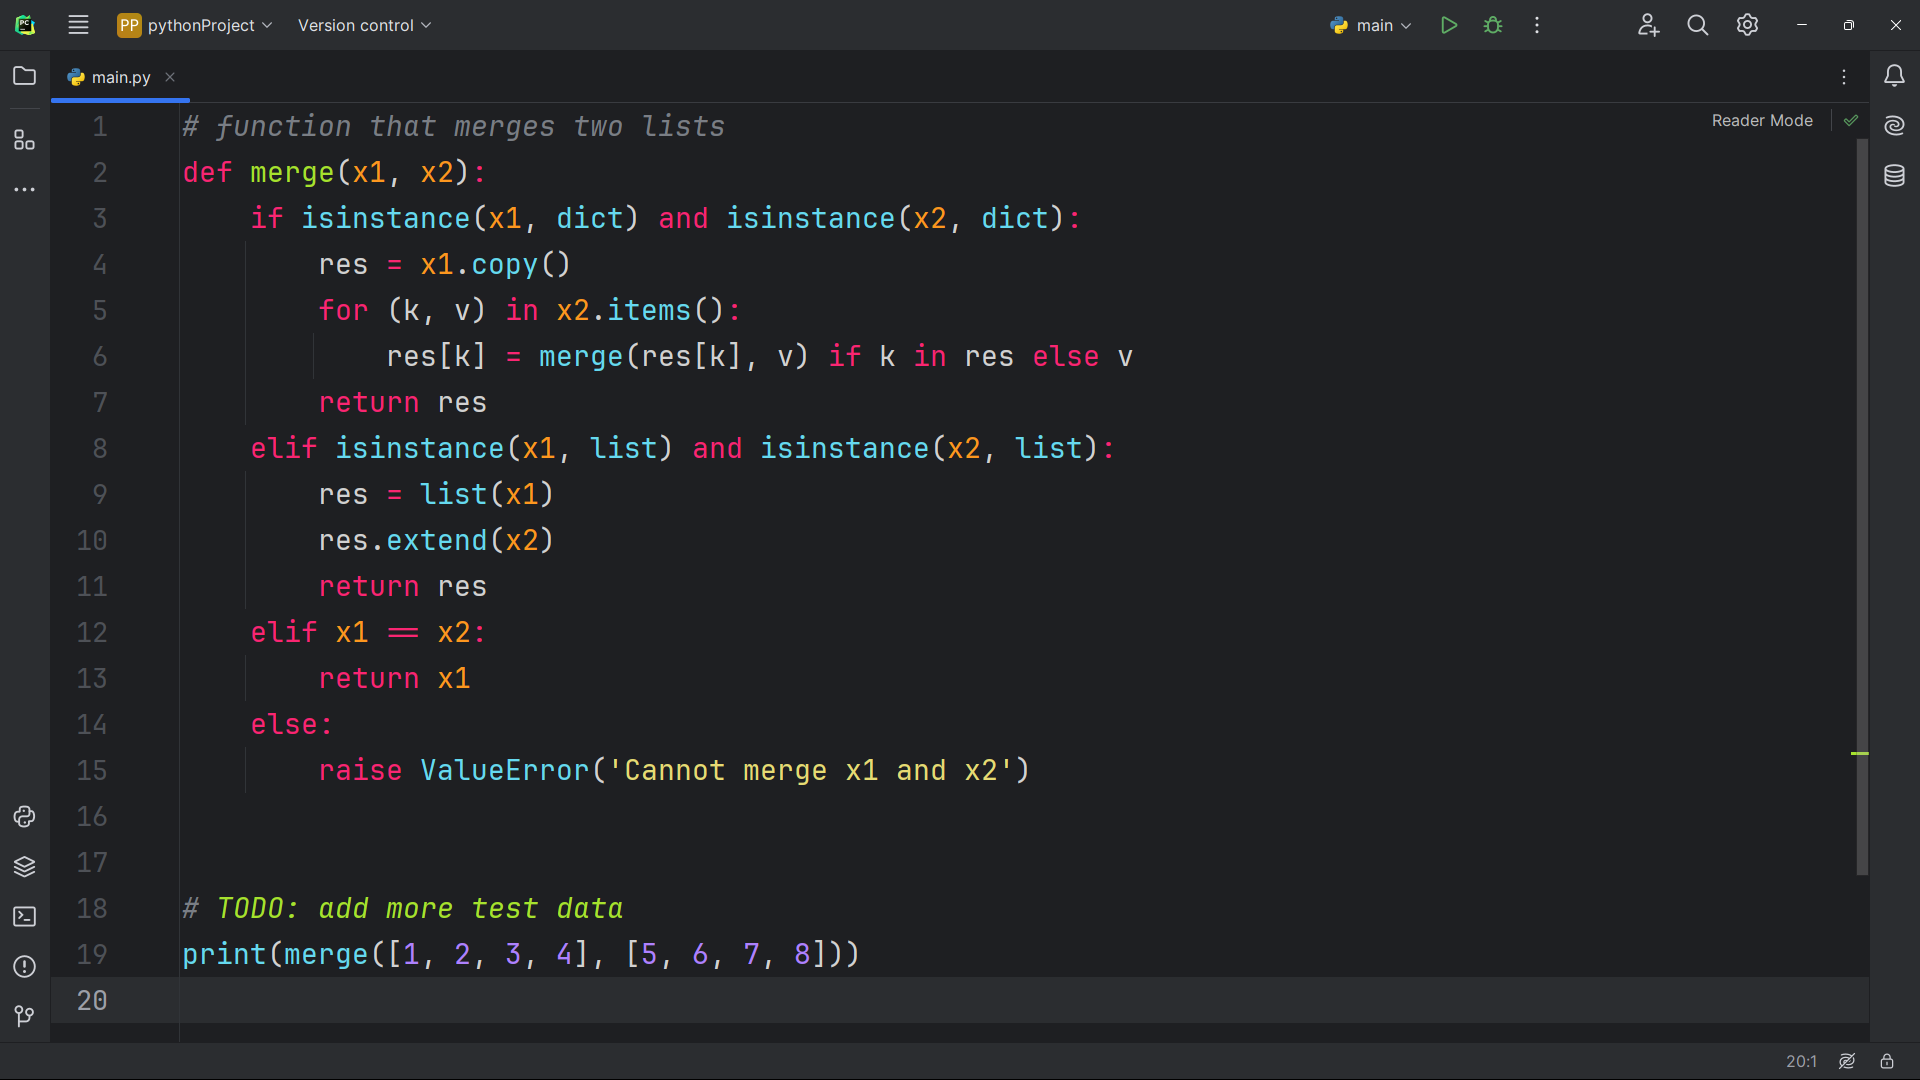 PC
PP pythonProject Version control main
main.py
Reader Mode
1 # function that merges two lists
2 def merge(x1, x2):
3 if isinstance(x1, dict) and isinstance(x2, dict):
4 res = x1.copy()
5 for (k, v) in x2.items():
6 res[k] = merge(res[k], v) if k in res else v
7 return res
8 elif isinstance(x1, list) and isinstance(x2, list):
9 res = list(x1)
10 res.extend(x2)
11 return res
12 elif x1 == x2:
13 return x1
14 else:
15 raise ValueError('Cannot merge x1 and x2')
16
17
18 # TODO: add more test data
19 print(merge([1, 2, 3, 4], [5, 6, 7, 8]))
20
20:1